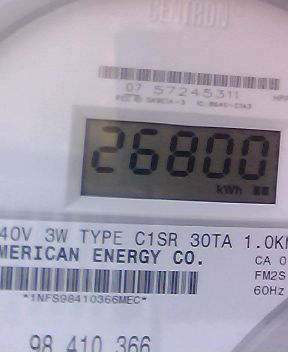 CENTRON
07 57245311
26800
kWh
40V 3W TYPE C1SR 30TA 1.0K
MERICAN ENERGY CO.
CA 0
FM2S
60Hz
*1NFS98410366MEC*
98 410 366